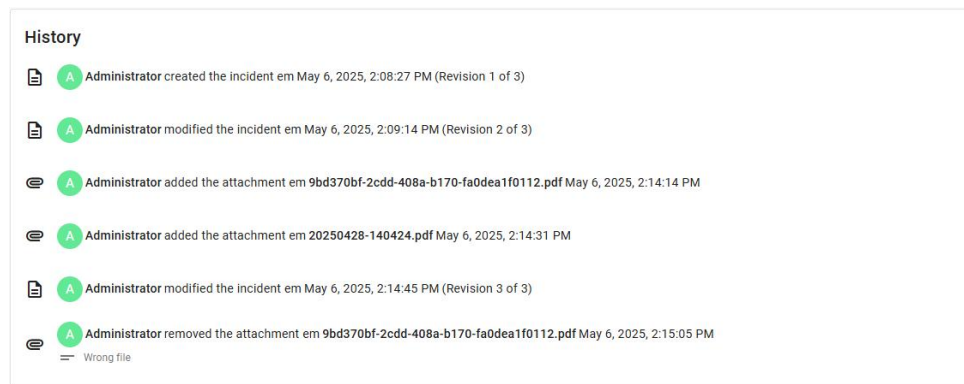 History
A Administrator created the incident em May 6, 2025, 2:08:27 PM (Revision 1 of 3)
A Administrator modified the incident em May 6, 2025, 2:09:14 PM (Revision 2 of 3)
A Administrator added the attachment em 9bd370bf-2cdd-408a-b170-fa0dea1f0112.pdf May 6, 2025, 2:14:14 PM
A Administrator added the attachment em 20250428-140424.pdf May 6, 2025, 2:14:31 PM
A Administrator modified the incident em May 6, 2025, 2:14:45 PM (Revision 3 of 3)
A Administrator removed the attachment em 9bd370bf-2cdd-408a-b170-fa0dea1f0112.pdf May 6, 2025, 2:15:05 PM
Wrong file